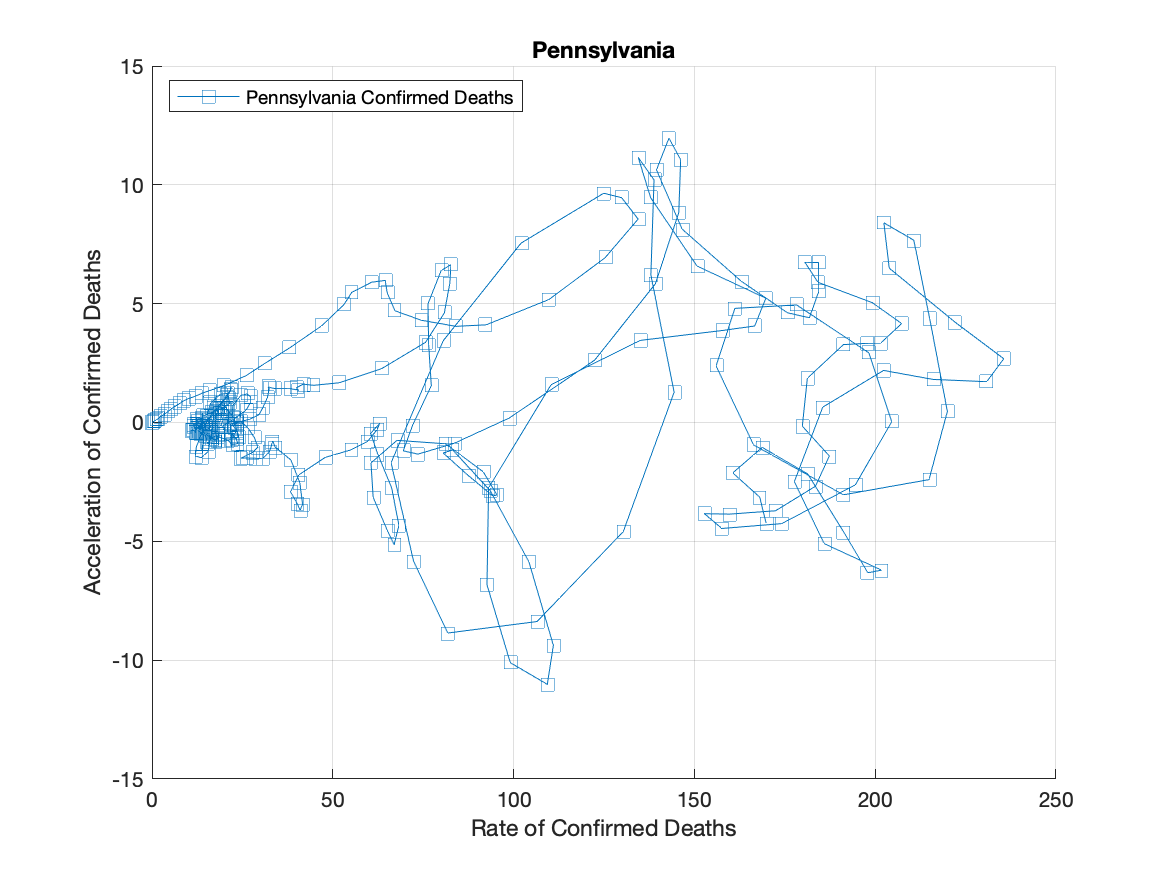 Pennsylvania
15
Pennsylvania Confirmed Deaths
10
5
0
-5
-10
-15
Acceleration of Confirmed Deaths
0 50 100 150 200 250
Rate of Confirmed Deaths